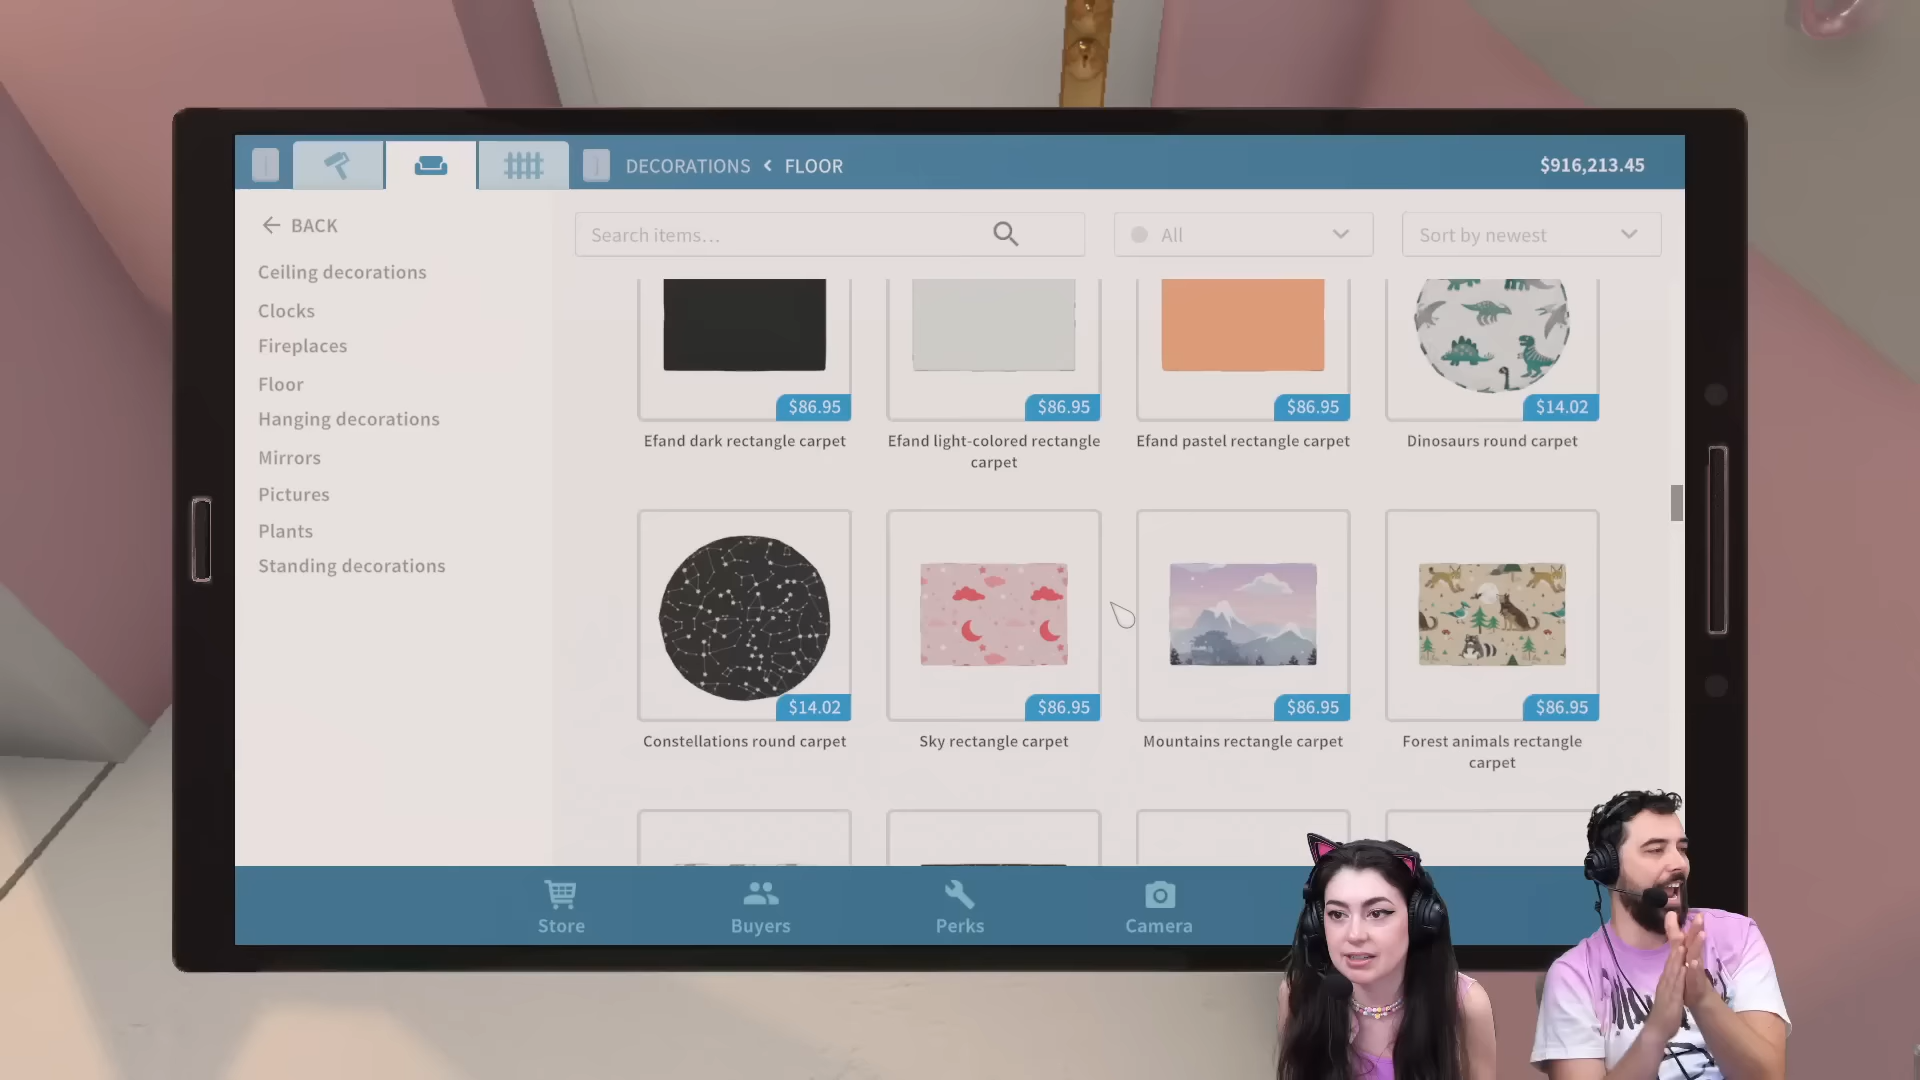 DECORATIONS < FLOOR
$916,213.45
BACK
Ceiling decorations
Clocks
Fireplaces
Floor
Hanging decorations
Mirrors
Pictures
Plants
Standing decorations
Search items...
All
Sort by newest
$86.95
$86.95
$86.95
$14.02
Efand dark rectangle carpet
Efand light-colored rectangle
carpet
Efand pastel rectangle carpet
Dinosaurs round carpet
$14.02
$86.95
$86.95
$86.95
Constellations round carpet
Sky rectangle carpet
Mountains rectangle carpet
Forest animals rectangle
carpet
Store
Buyers
Perks
Camera